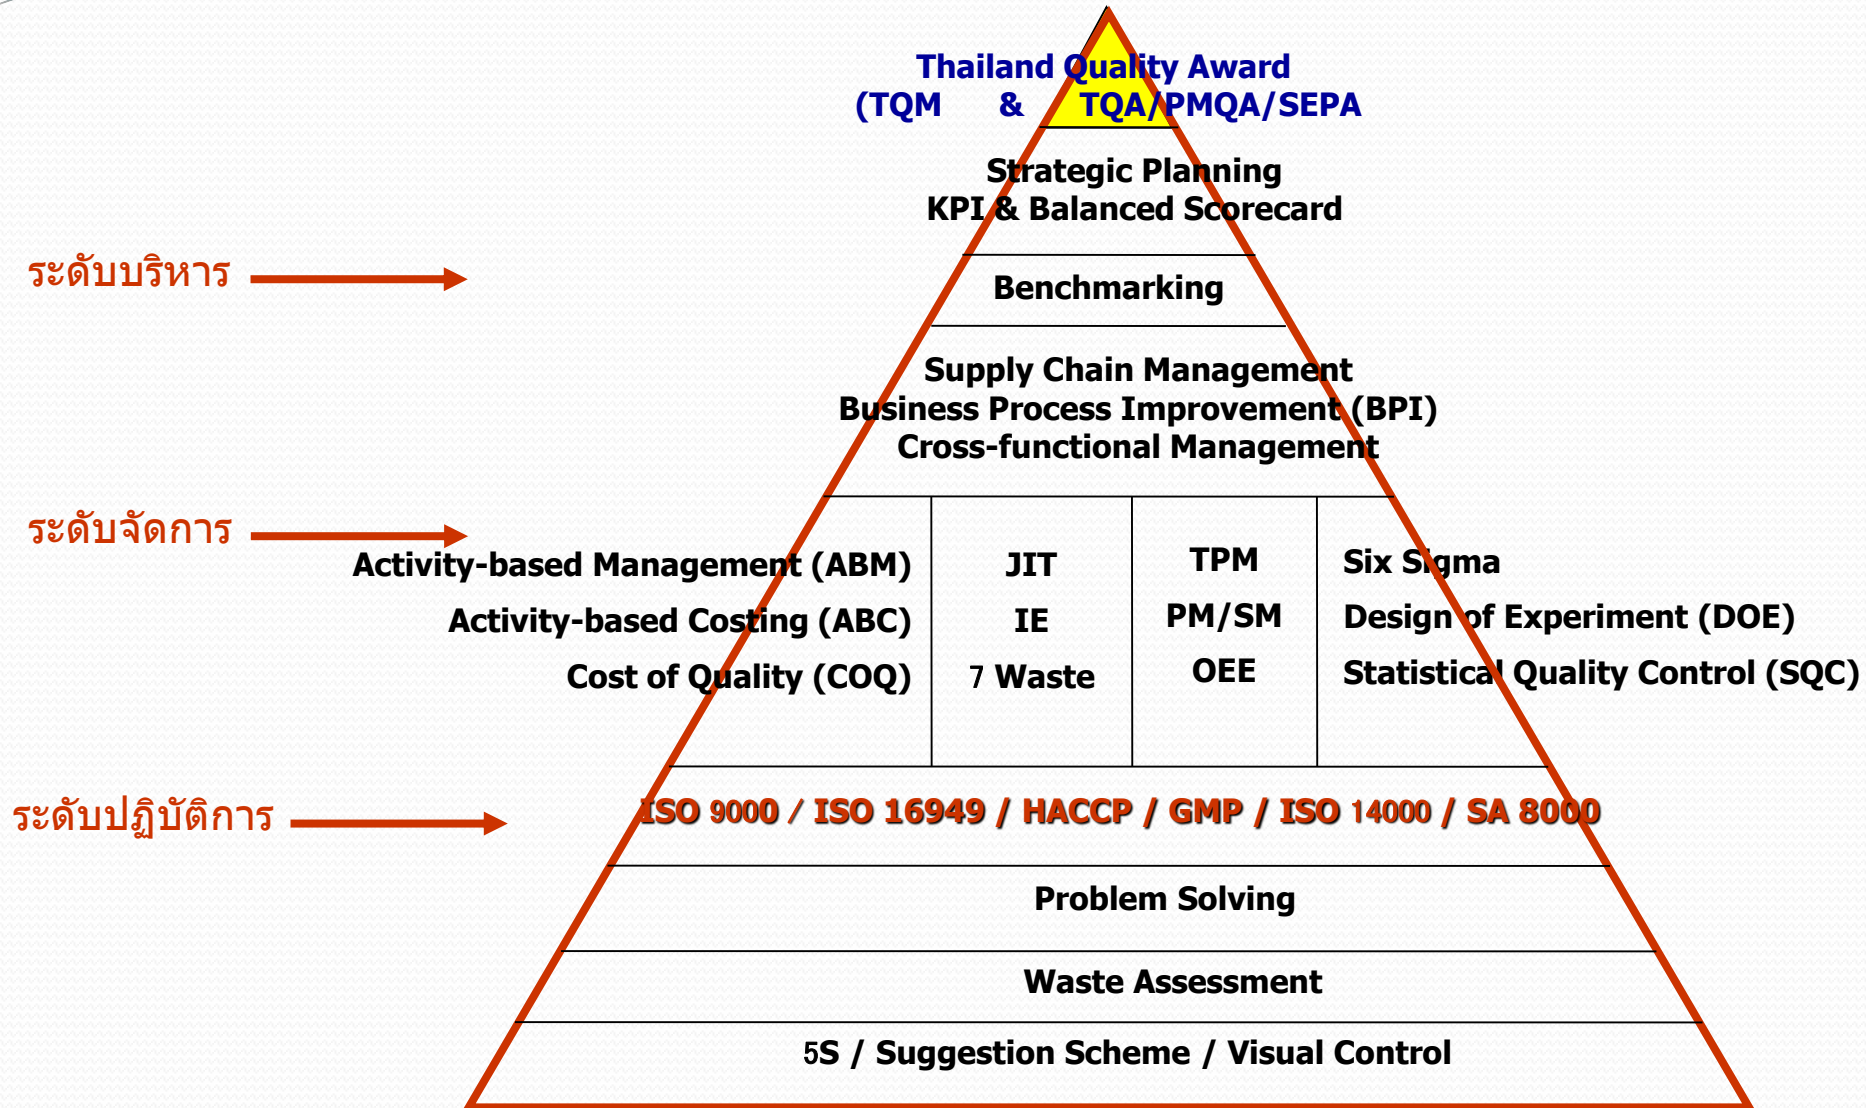 Thailand Quality Award
(TQM & TQA/PMQA/SEPA
Strategic Planning
KPI & Balanced Scorecard
ระดับบริหาร
Benchmarking
Supply Chain Management
Business Process Improvement (BPI)
Cross-functional Management
ระดับจัดการ
Activity-based Management (ABM)
Activity-based Costing (ABC)
Cost of Quality (COQ)
JIT
IE
7 Waste
TPM
PM/SM
OEE
Six Sigma
Design of Experiment (DOE)
Statistical Quality Control (SQC)
ระดับปฏิบัติการ
ISO 9000 / ISO 16949 / HACCP / GMP / ISO 14000 / SA 8000
Problem Solving
Waste Assessment
5S / Suggestion Scheme / Visual Control